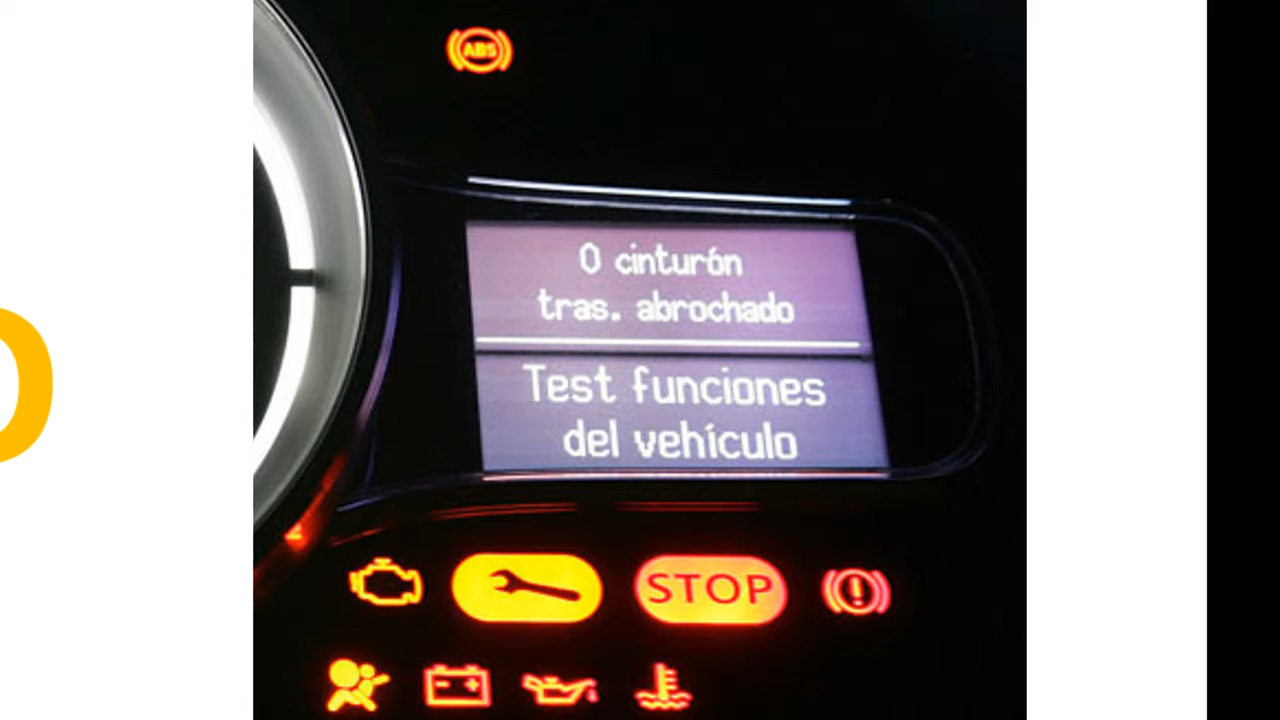 ABS
0 cinturón
tras. abrochado
Test funciones
del vehículo
STOP